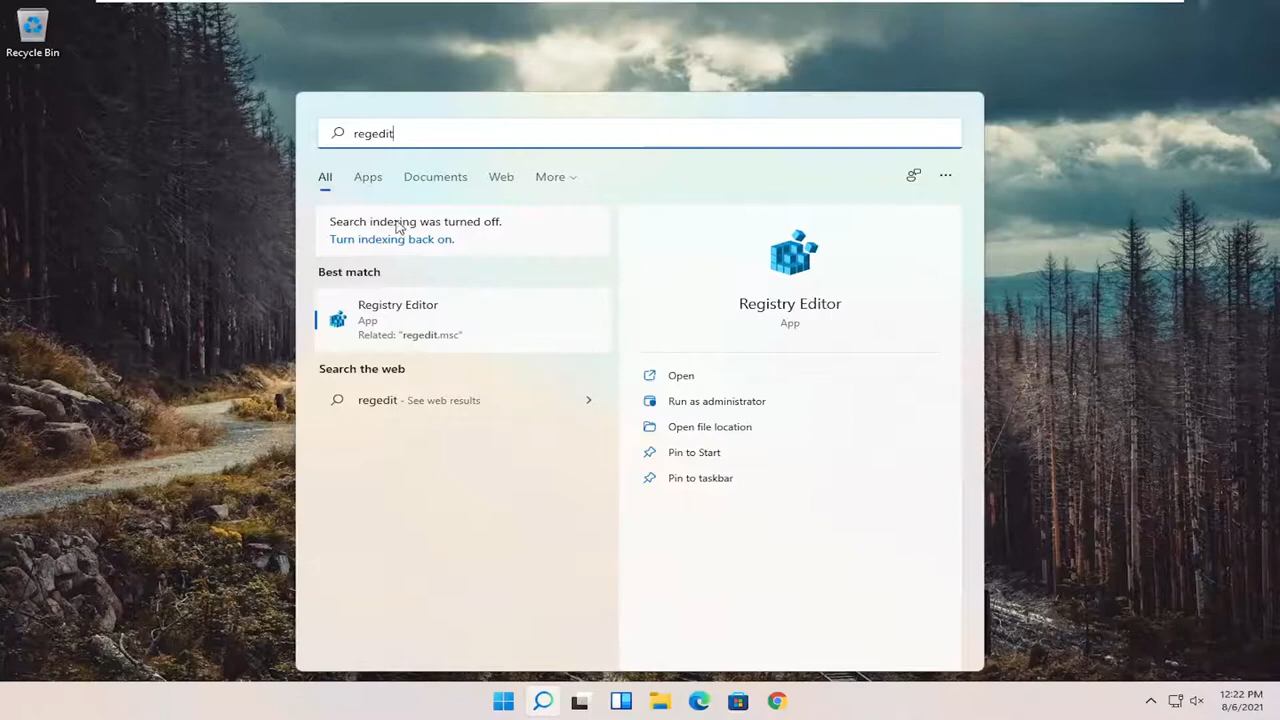 Recycle Bin
regedit
All Apps Documents Web More ...
Search indexing was turned off.
Turn indexing back on.
Best match
Registry Editor
App
Related: "regedit.msc"
Search the web
regedit - See web results
Registry Editor
App
Open
Run as administrator
Open file location
Pin to Start
Pin to taskbar
12:22 PM
8/6/2021